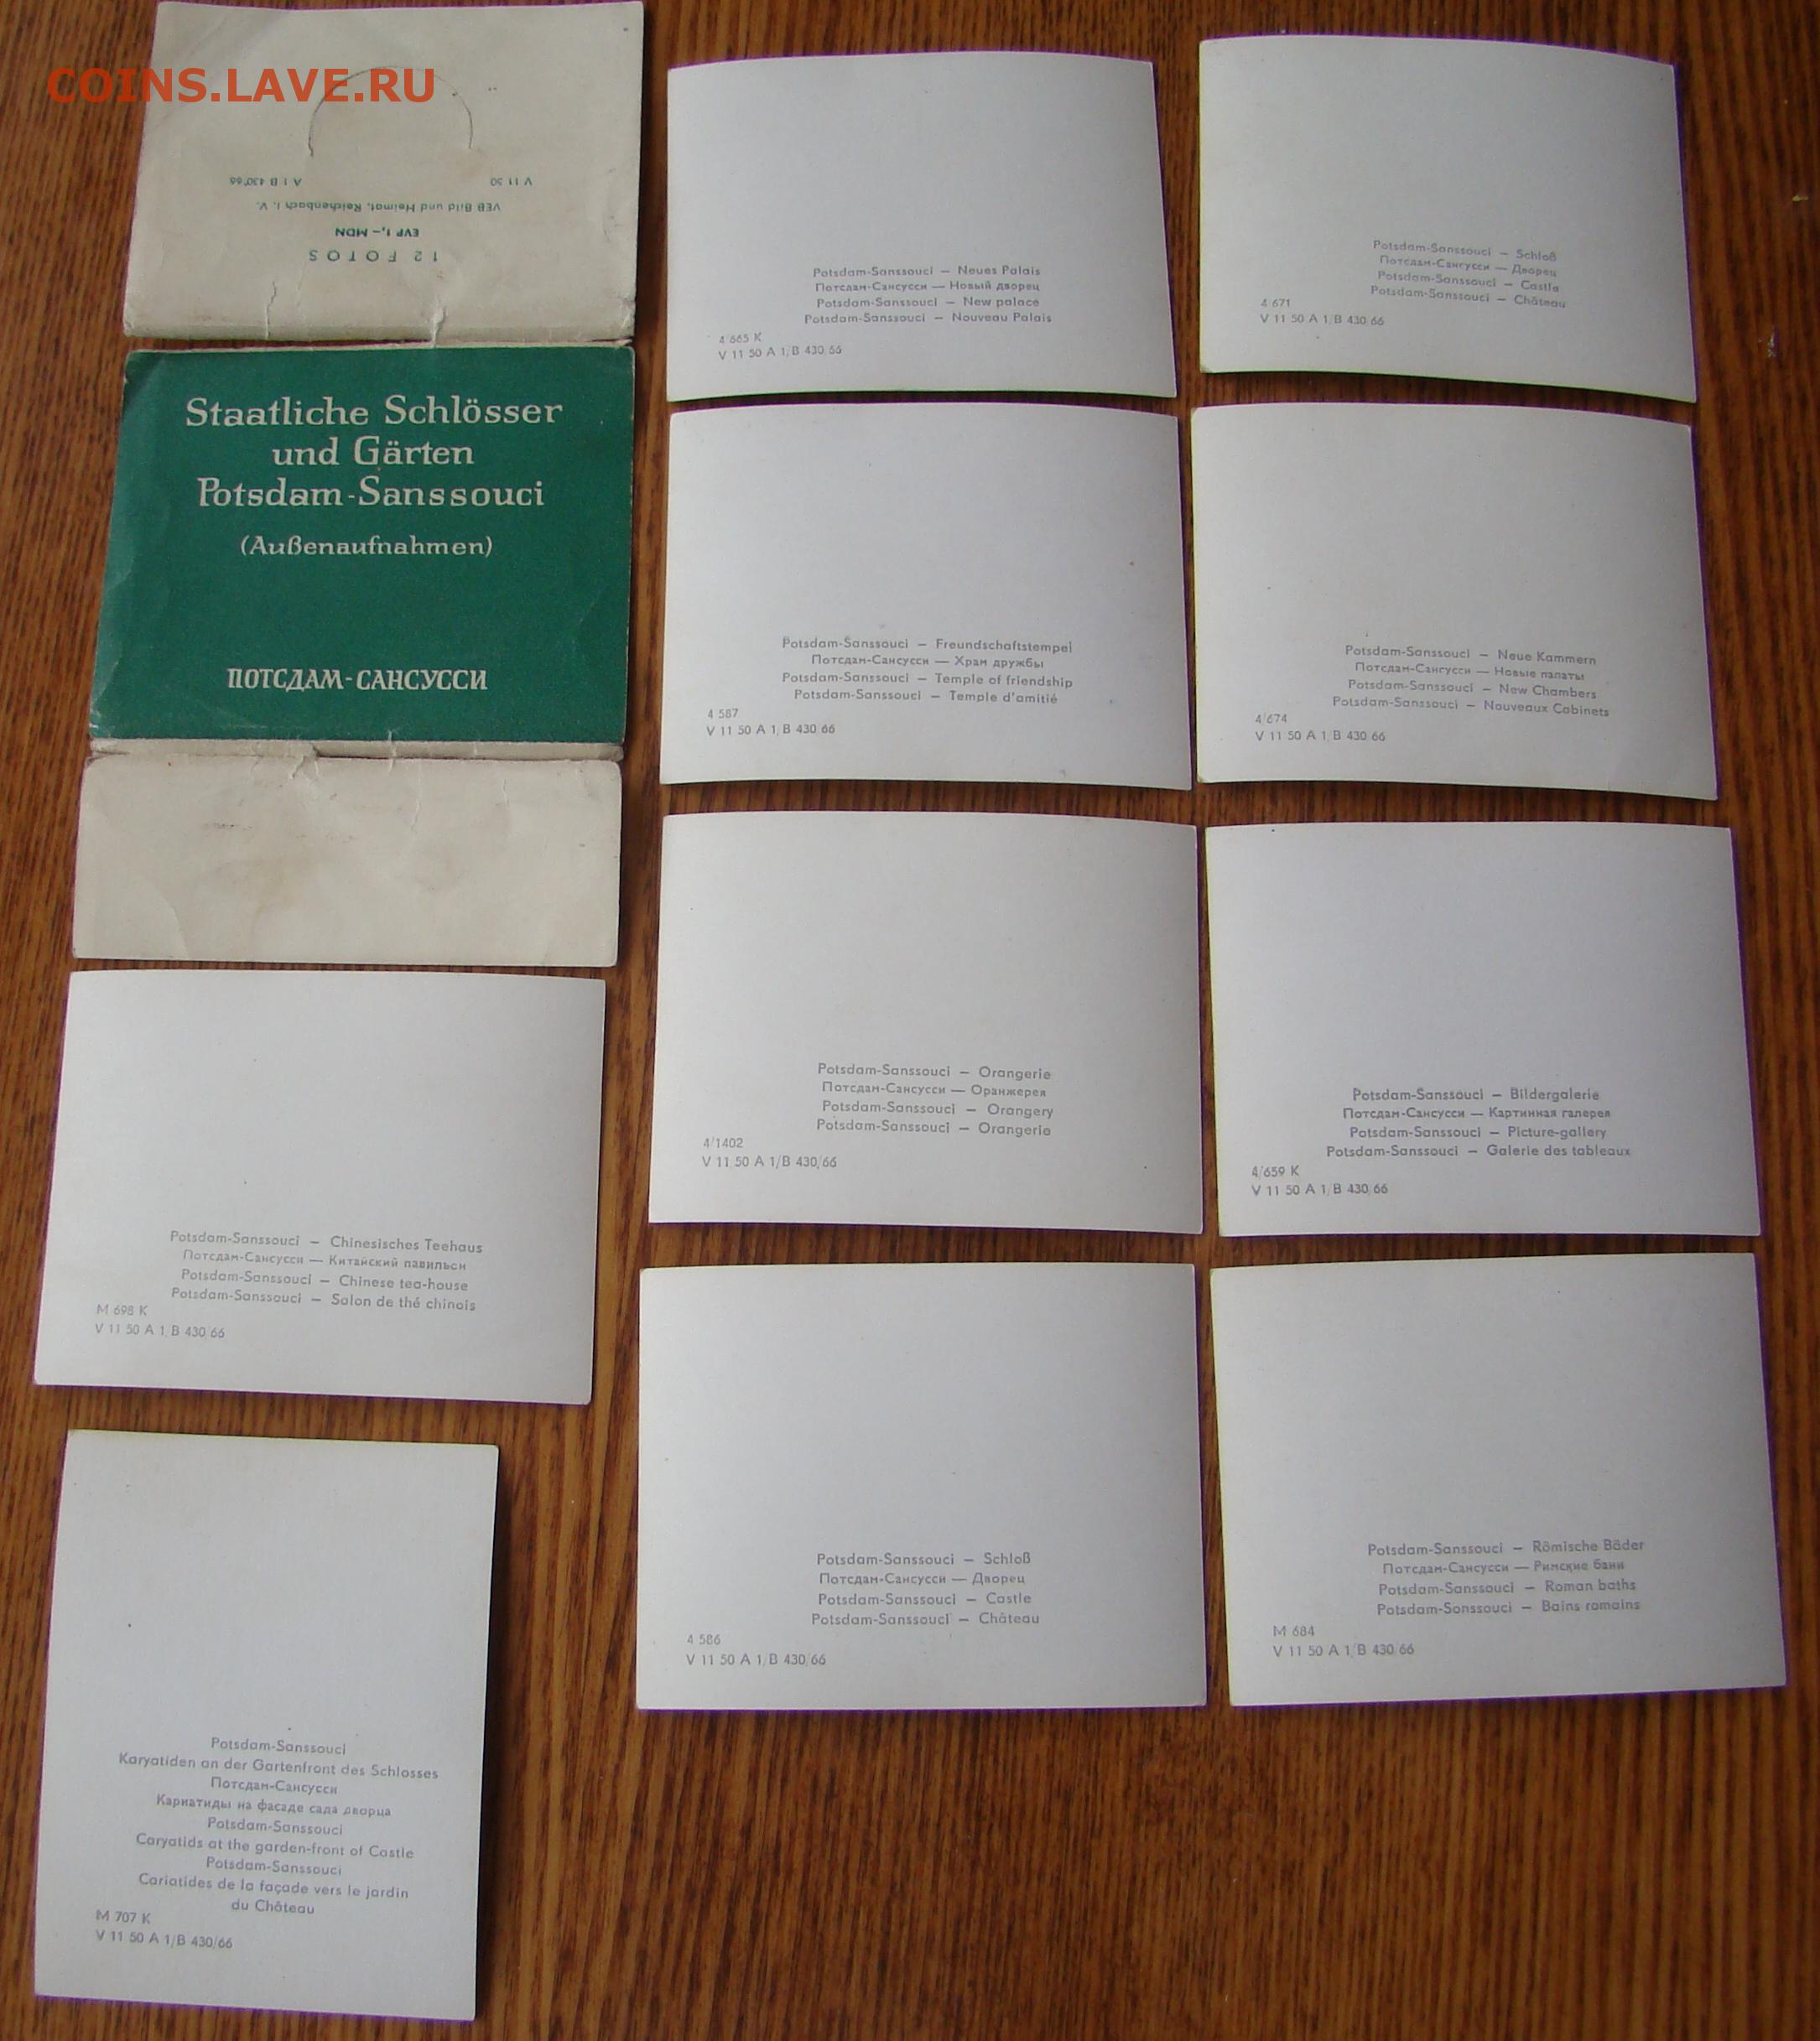 COINS.LAVE.RU
12 FOTOS
EVP 1,– MDN
VEB Bild und Heimat, Reichenbach i. V.
V 11 50 A 1 B 430/66
Staatliche Schlösser
und Gärten
Potsdam-Sanssouci
(Außenaufnahmen)
ПОТСДАМ-САНСУССИ
Potsdam-Sanssouci – Chinesisches Teehaus
Потсдам-Сансусси — Китайский павильон
Potsdam-Sanssouci – Chinese tea-house
Potsdam-Sanssouci – Salon de thé chinois
M 698 K
V 11 50 A 1/B 430/66
Potsdam-Sanssouci
Karyatiden an der Gartenfront des Schlosses
Потсдам-Сансусси
Кариатиды на фасаде сада дворца
Potsdam-Sanssouci
Caryatids at the garden-front of Castle
Potsdam-Sanssouci
Cariatides de la façade vers le jardin
du Château
M 707 K
V 11 50 A 1/B 430/66
Potsdam-Sanssouci – Neues Palais
Потсдам-Сансусси — Новый дворец
Potsdam-Sanssouci – New palace
Potsdam-Sanssouci – Nouveau Palais
4/665 K
V 11 50 A 1/B 430/66
Potsdam-Sanssouci – Freundschaftstempel
Потсдам-Сансусси — Храм дружбы
Potsdam-Sanssouci – Temple of friendship
Potsdam-Sanssouci – Temple d'amitié
4 587
V 11 50 A 1/B 430 66
Potsdam-Sanssouci – Orangerie
Потсдам-Сансусси — Оранжерея
Potsdam-Sanssouci – Orangery
Potsdam-Sanssouci – Orangerie
4/1402
V 11 50 A 1/B 430/66
Potsdam-Sanssouci – Schloß
Потсдам-Сансусси — Дворец
Potsdam-Sanssouci – Castle
Potsdam-Sanssouci – Château
4 586
V 11 50 A 1/B 430/66
Potsdam-Sanssouci – Schloß
Потсдам-Сансусси — Дворец
Potsdam-Sanssouci – Castle
Potsdam-Sanssouci – Château
4 671
V 11 50 A 1/B 430/66
Potsdam-Sanssouci – Neue Kammern
Потсдам-Сансусси — Новые палаты
Potsdam-Sanssouci – New Chambers
Potsdam-Sanssouci – Nouveaux Cabinets
4/674
V 11 50 A 1/B 430/66
Potsdam-Sanssouci – Bildergalerie
Потсдам-Сансусси — Картинная галерея
Potsdam-Sanssouci – Picture-gallery
Potsdam-Sanssouci – Galerie des tableaux
4/659 K
V 11 50 A 1/B 430/66
Potsdam-Sanssouci – Römische Bäder
Потсдам-Сансусси — Римские бани
Potsdam-Sanssouci – Roman baths
Potsdam-Sonssouci – Bains romains
M 684
V 11 50 A 1/B 430/66